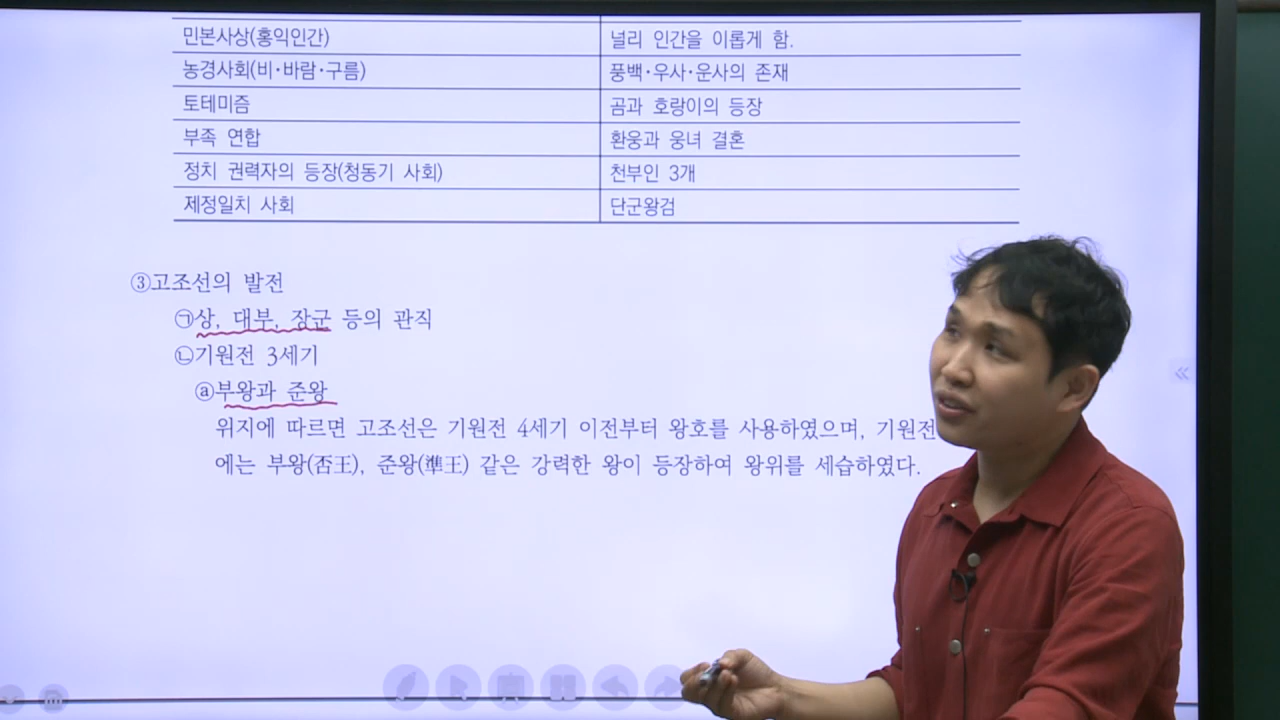 민본사상(홍익인간) 널리 인간을 이롭게 함.
농경사회(비·바람·구름) 풍백·우사·운사의 존재
토테미즘 곰과 호랑이의 등장
부족 연합 환웅과 웅녀 결혼
정치 권력자의 등장(청동기 사회) 천부인 3개
제정일치 사회 단군왕검
③고조선의 발전
㉠상, 대부, 장군 등의 관직
㉡기원전 3세기
ⓐ부왕과 준왕
위지에 따르면 고조선은 기원전 4세기 이전부터 왕호를 사용하였으며, 기원전
에는 부왕(否王), 준왕(準王) 같은 강력한 왕이 등장하여 왕위를 세습하였다.